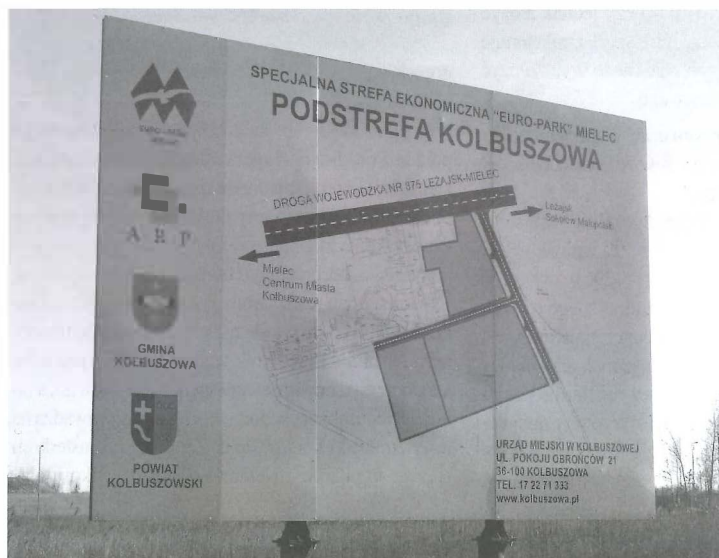 SPECJALNA STREFA EKONOMICZNA "EURO-PARK" MIELEC
PODSTREFA KOLBUSZOWA
DROGA WOJEWÓDZKA NR 875 LEŻAJSK-MIELEC
Leżajsk
Sokołów Małopolski
Mielec
Centrum Miasta
Kolbuszowa
MIELEC
ARP
GMINA
KOLBUSZOWA
POWIAT
KOLBUSZOWSKI
URZĄD MIEJSKI W KOLBUSZOWEJ
UL. POKOJU OBROŃCÓW 21
36-100 KOLBUSZOWA
TEL. 17 22 71 333
www.kolbuszowa.pl